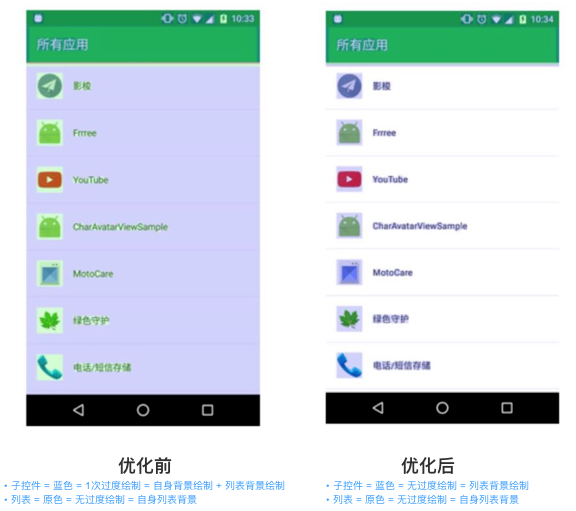 10:33
所有应用
影梭
Frrree
YouTube
CharAvatarViewSample
MotoCare
绿色守护
电话/短信存储
优化前
• 子控件 = 蓝色 = 1次过度绘制 = 自身背景绘制 + 列表背景绘制
• 列表 = 原色 = 无过度绘制 = 自身列表背景
10:34
所有应用
影梭
Frrree
YouTube
CharAvatarViewSample
MotoCare
绿色守护
电话/短信存储
优化后
• 子控件 = 蓝色 = 无过度绘制 = 列表背景绘制
• 列表 = 原色 = 无过度绘制 = 自身列表背景